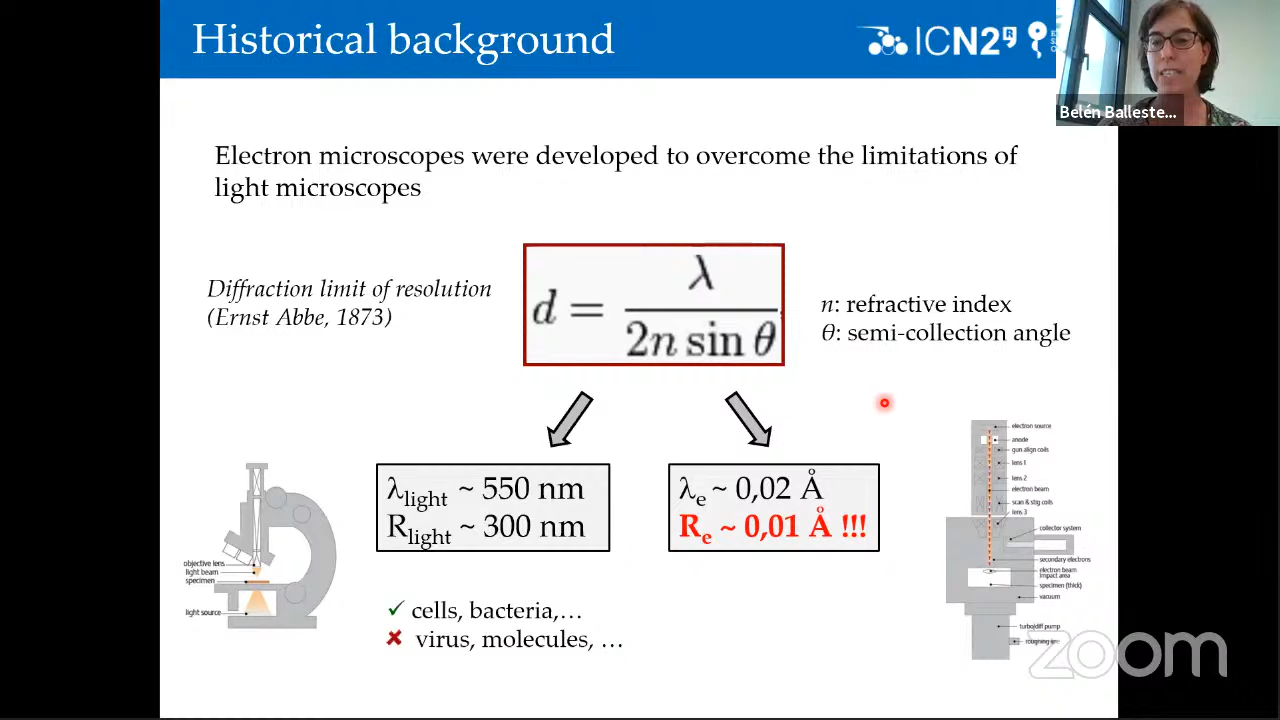 Historical background
ICN2
Belén Balleste...
Electron microscopes were developed to overcome the limitations of
light microscopes
Diffraction limit of resolution
(Ernst Abbe, 1873)
d = λ / 2n sin θ
n: refractive index
θ: semi-collection angle
λlight ~ 550 nm
Rlight ~ 300 nm
λe ~ 0,02 Å
Re ~ 0,01 Å !!!
✓ cells, bacteria,...
✘ virus, molecules, ...
objective lens
light beam
specimen
light source
electron source
anode
gun align coils
lens 1
lens 2
electron beam
scan & stig coils
lens 3
collector system
secondary electrons
electron beam
impact area
specimen (thick)
vacuum
turbo/diff pump
roughing line
zoom